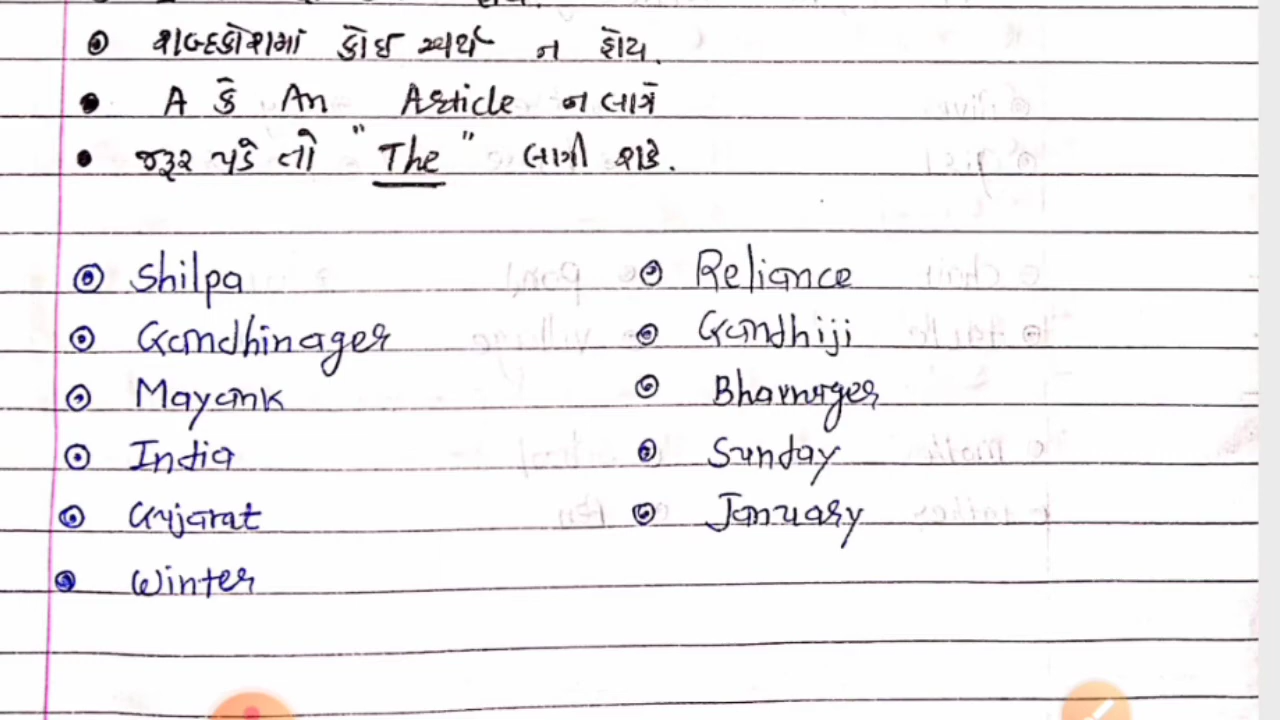 શબ્દકોશમાં કોઈ અર્થ ન હોય.
A કે An Article ન લાગે
જરૂર પડે તો "The" લાગી શકે.
Shilpa
Gandhinager
Mayank
India
Gujarat
Winter
Reliance
Gandhiji
Bhavnager
Sunday
January